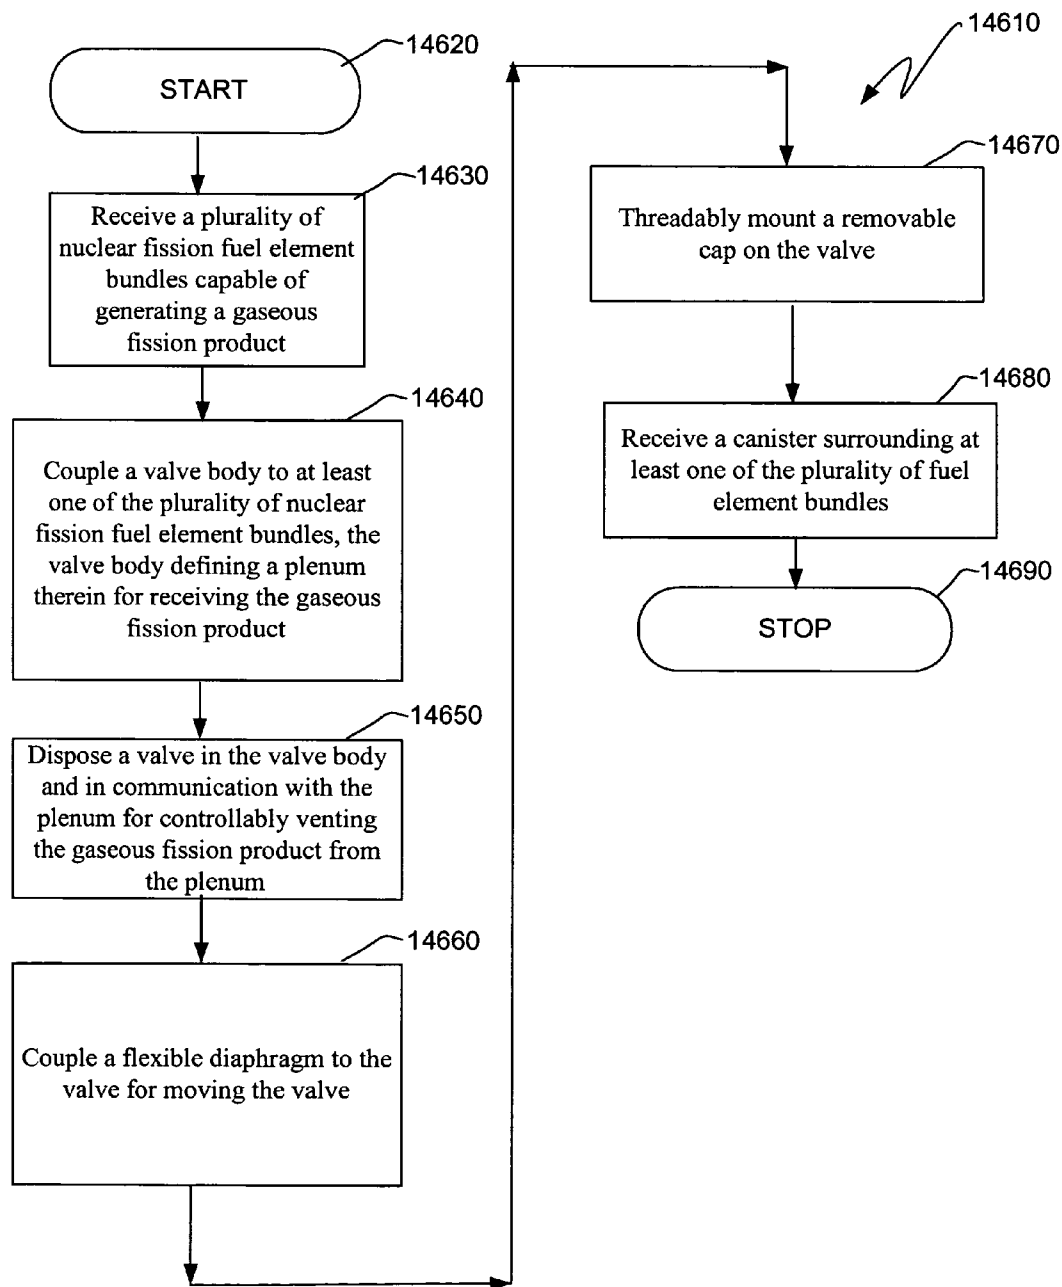 14620
START
14630
Receive a plurality of
nuclear fission fuel element
bundles capable of
generating a gaseous
fission product
14640
Couple a valve body to at least
one of the plurality of nuclear
fission fuel element bundles, the
valve body defining a plenum
therein for receiving the gaseous
fission product
14650
Dispose a valve in the valve body
and in communication with the
plenum for controllably venting
the gaseous fission product from
the plenum
14660
Couple a flexible diaphragm to the
valve for moving the valve
14610
14670
Threadably mount a removable
cap on the valve
14680
Receive a canister surrounding at
least one of the plurality of fuel
element bundles
14690
STOP